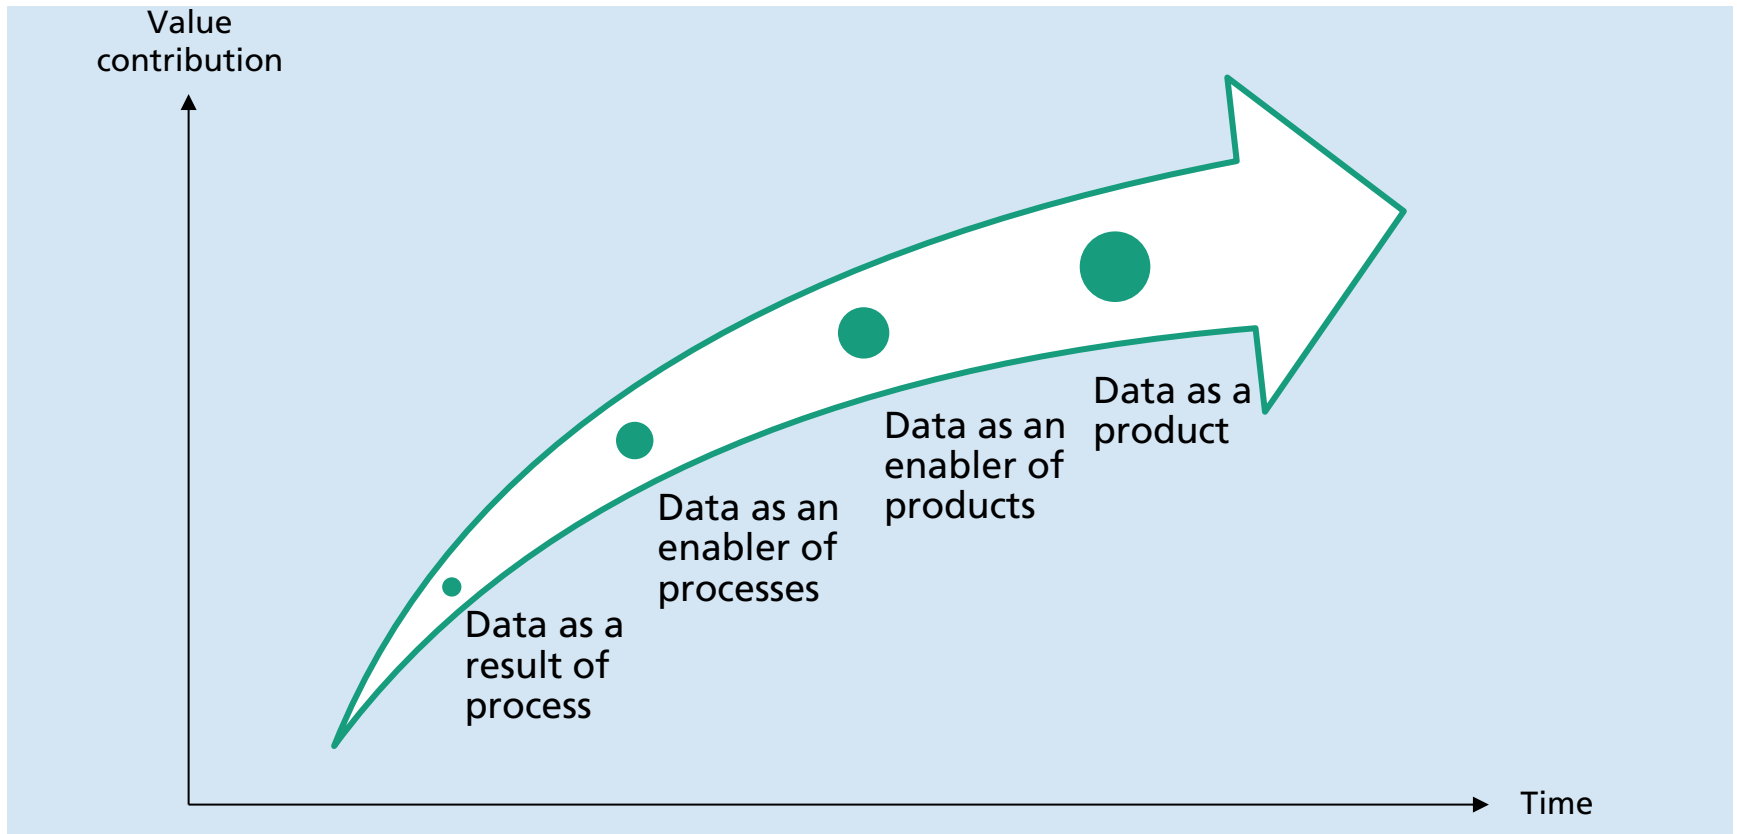 Value
contribution
Data as a
product
Data as an
enabler of
products
Data as an
enabler of
processes
Data as a
result of
process
Time